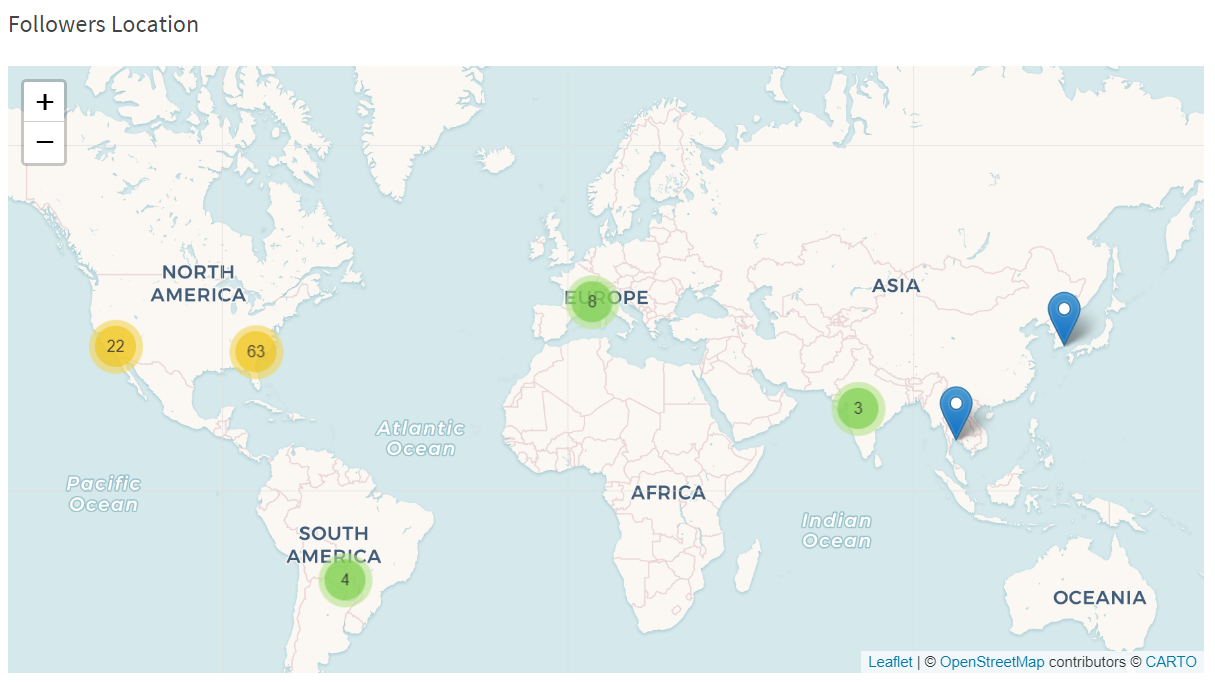 Followers Location
+
−
NORTH
AMERICA
EUROPE
8
ASIA
22
63
3
Atlantic
Ocean
Pacific
Ocean
AFRICA
Indian
Ocean
SOUTH
AMERICA
4
OCEANIA
Leaflet | © OpenStreetMap contributors © CARTO